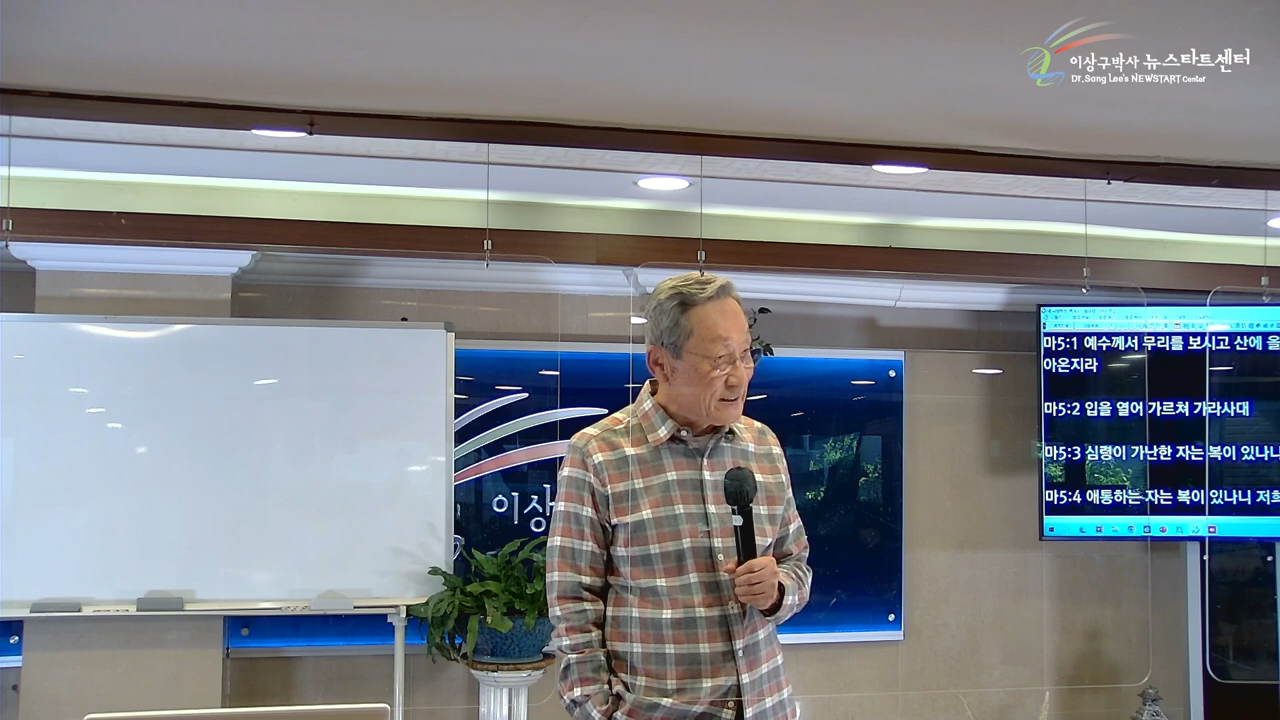 이상구박사 뉴스타트센터
Dr. Sang Lee's NEWSTART Center
마5:1 예수께서 무리를 보시고 산에 올
아온지라
마5:2 입을 열어 가르쳐 가라사대
마5:3 심령이 가난한 자는 복이 있나니
마5:4 애통하는 자는 복이 있나니 저희
이상